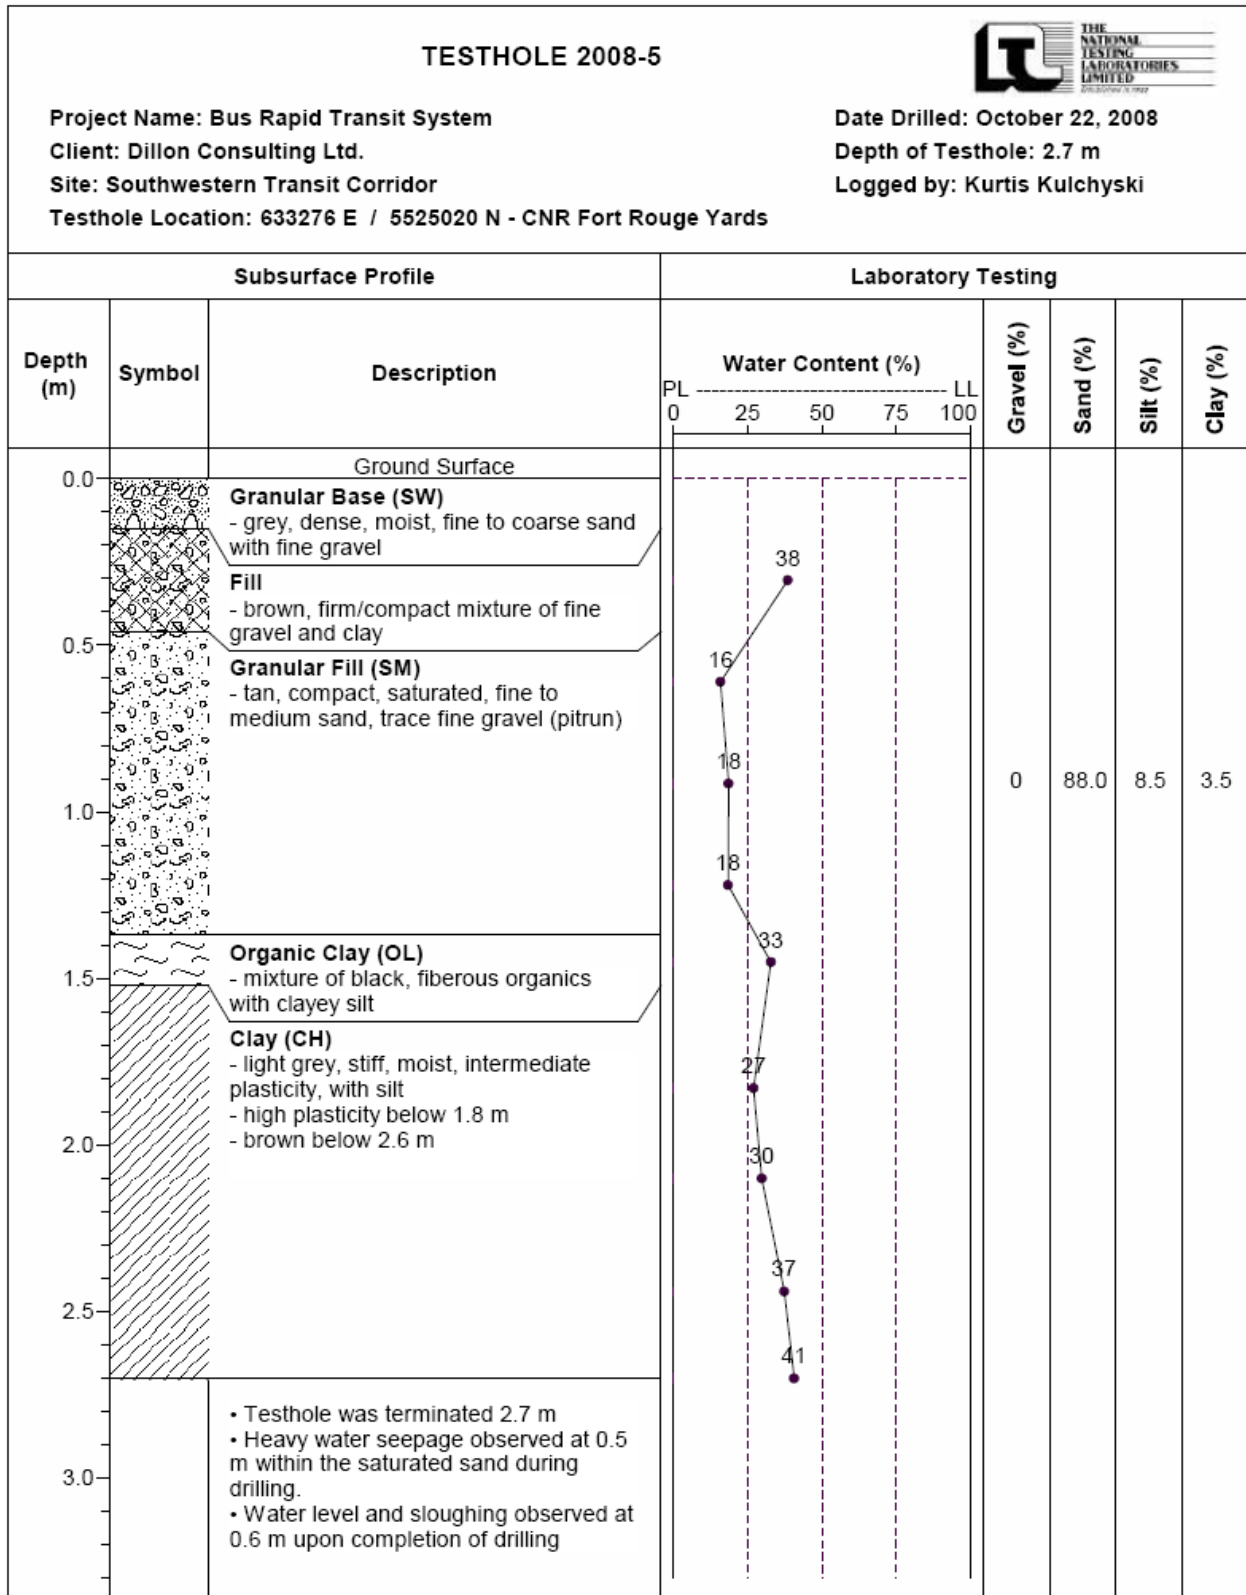 TESTHOLE 2008-5
THE
NATIONAL
TESTING
LABORATORIES
LIMITED
Project Name: Bus Rapid Transit System
Client: Dillon Consulting Ltd.
Site: Southwestern Transit Corridor
Testhole Location: 633276 E / 5525020 N - CNR Fort Rouge Yards
Date Drilled: October 22, 2008
Depth of Testhole: 2.7 m
Logged by: Kurtis Kulchyski
Subsurface Profile
Laboratory Testing
Depth
(m)
Symbol
Description
Water Content (%)
PL ---------------------------------- LL
0 25 50 75 100
Gravel (%)
Sand (%)
Silt (%)
Clay (%)
Ground Surface
0.0
Granular Base (SW)
- grey, dense, moist, fine to coarse sand
with fine gravel
Fill
- brown, firm/compact mixture of fine
gravel and clay
0.5
Granular Fill (SM)
- tan, compact, saturated, fine to
medium sand, trace fine gravel (pitrun)
1.0
Organic Clay (OL)
- mixture of black, fiberous organics
with clayey silt
1.5
Clay (CH)
- light grey, stiff, moist, intermediate
plasticity, with silt
- high plasticity below 1.8 m
- brown below 2.6 m
2.0
2.5
• Testhole was terminated 2.7 m
• Heavy water seepage observed at 0.5
m within the saturated sand during
drilling.
• Water level and sloughing observed at
0.6 m upon completion of drilling
3.0
38
16
18
18
33
27
30
37
41
0 88.0 8.5 3.5